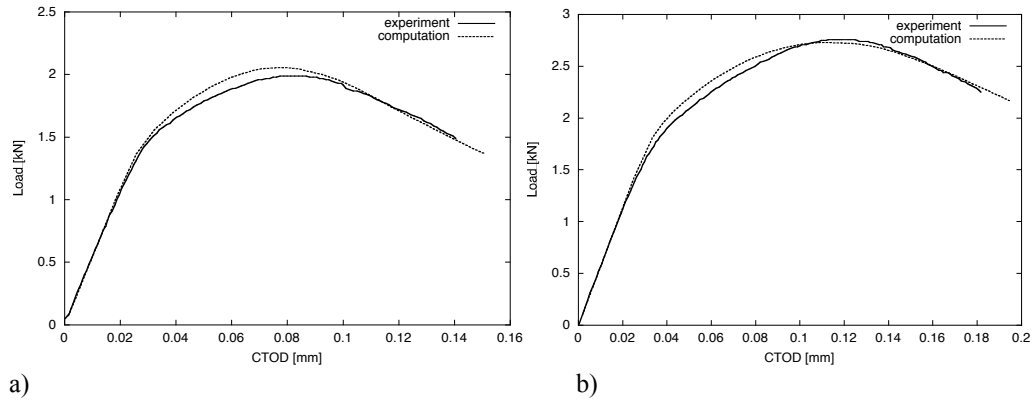 2.5
2
1.5
1
0.5
0
Load [kN]
experiment
computation
0 0.02 0.04 0.06 0.08 0.1 0.12 0.14 0.16
CTOD [mm]
a)
3
2.5
2
1.5
1
0.5
0
Load [kN]
experiment
computation
0 0.02 0.04 0.06 0.08 0.1 0.12 0.14 0.16 0.18 0.2
CTOD [mm]
b)